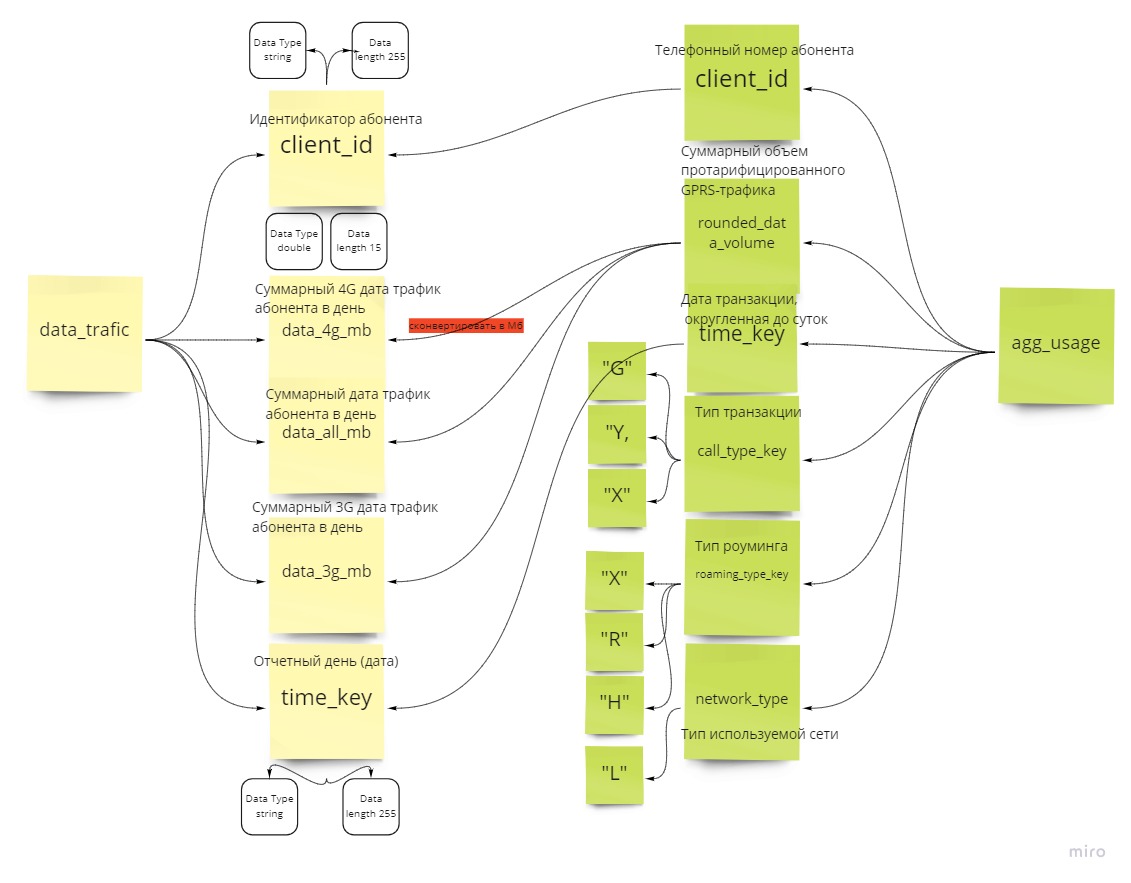 Data Type
string
Data
length 255
Идентификатор абонента
client_id
Data Type
double
Data
length 15
data_trafic
Суммарный 4G дата трафик
абонента в день
data_4g_mb
сконвертировать в Мб
Суммарный дата трафик
абонента в день
data_all_mb
Суммарный 3G дата трафик
абонента в день
data_3g_mb
Отчетный день (дата)
time_key
Data Type
string
Data
length 255
Телефонный номер абонента
client_id
Суммарный объем
протарифицированного
GPRS-трафика
rounded_dat
a_volume
Дата транзакции,
округленная до суток
time_key
"G"
"Y,
"X"
Тип транзакции
call_type_key
"X"
"R"
"H"
"L"
Тип роуминга
roaming_type_key
network_type
Тип используемой сети
agg_usage
miro